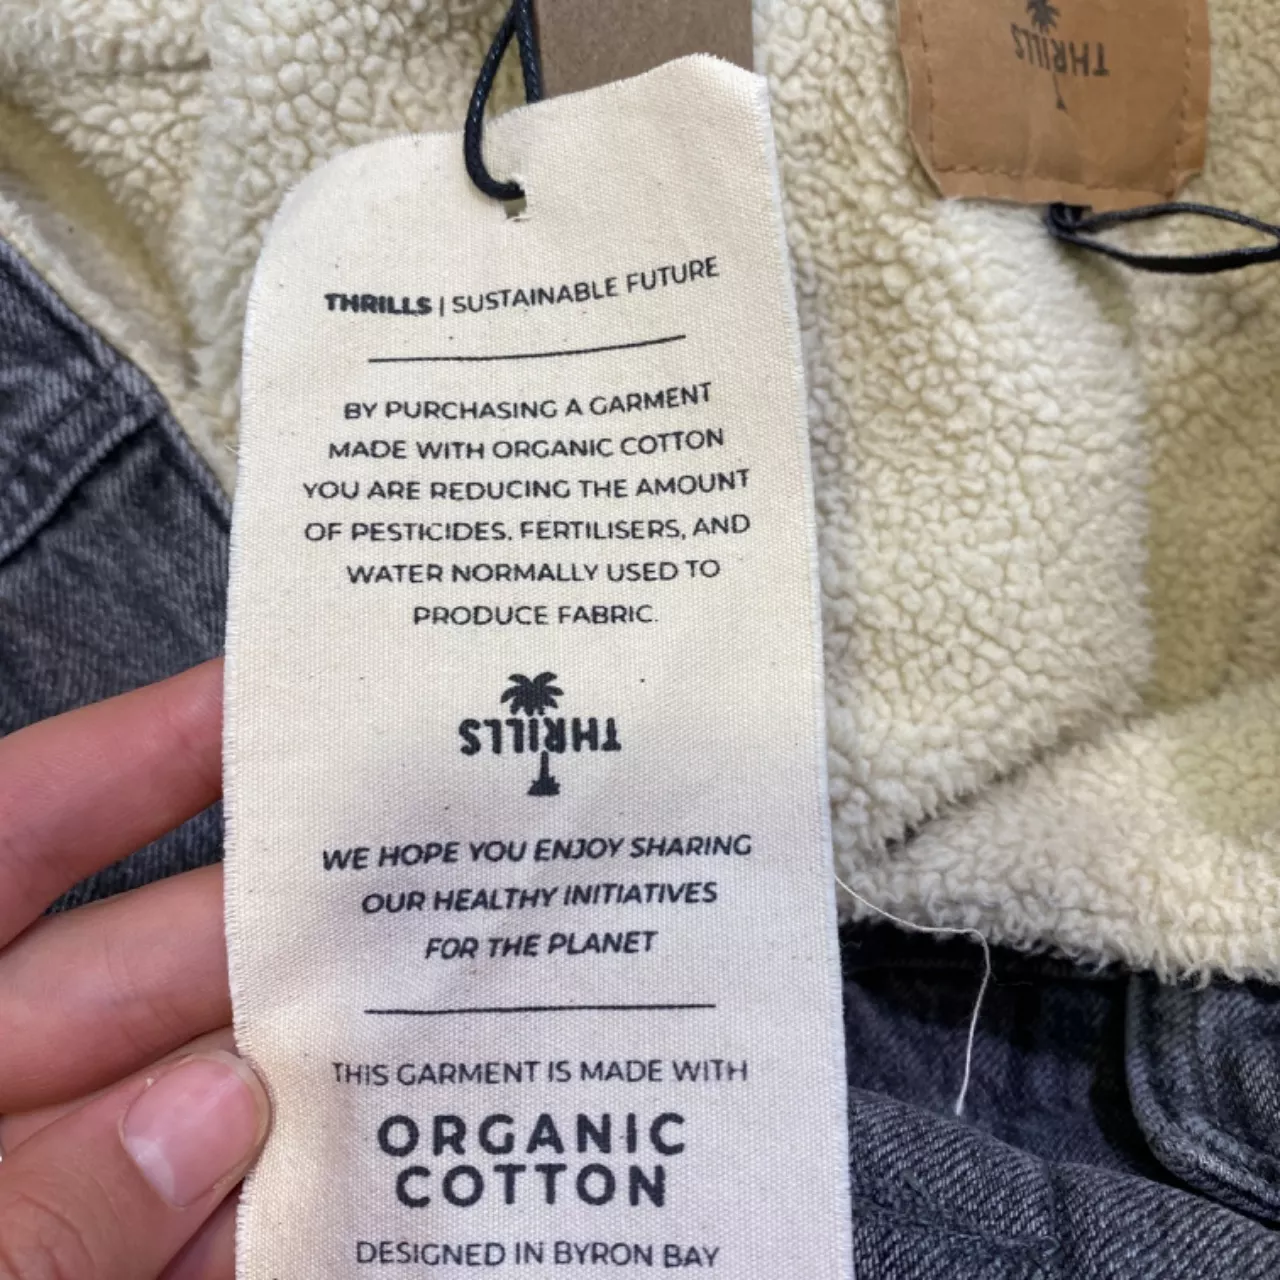 THRILLS
THRILLS | SUSTAINABLE FUTURE
BY PURCHASING A GARMENT
MADE WITH ORGANIC COTTON
YOU ARE REDUCING THE AMOUNT
OF PESTICIDES, FERTILISERS, AND
WATER NORMALLY USED TO
PRODUCE FABRIC.
THRILLS
WE HOPE YOU ENJOY SHARING
OUR HEALTHY INITIATIVES
FOR THE PLANET
THIS GARMENT IS MADE WITH
ORGANIC
COTTON
DESIGNED IN BYRON BAY